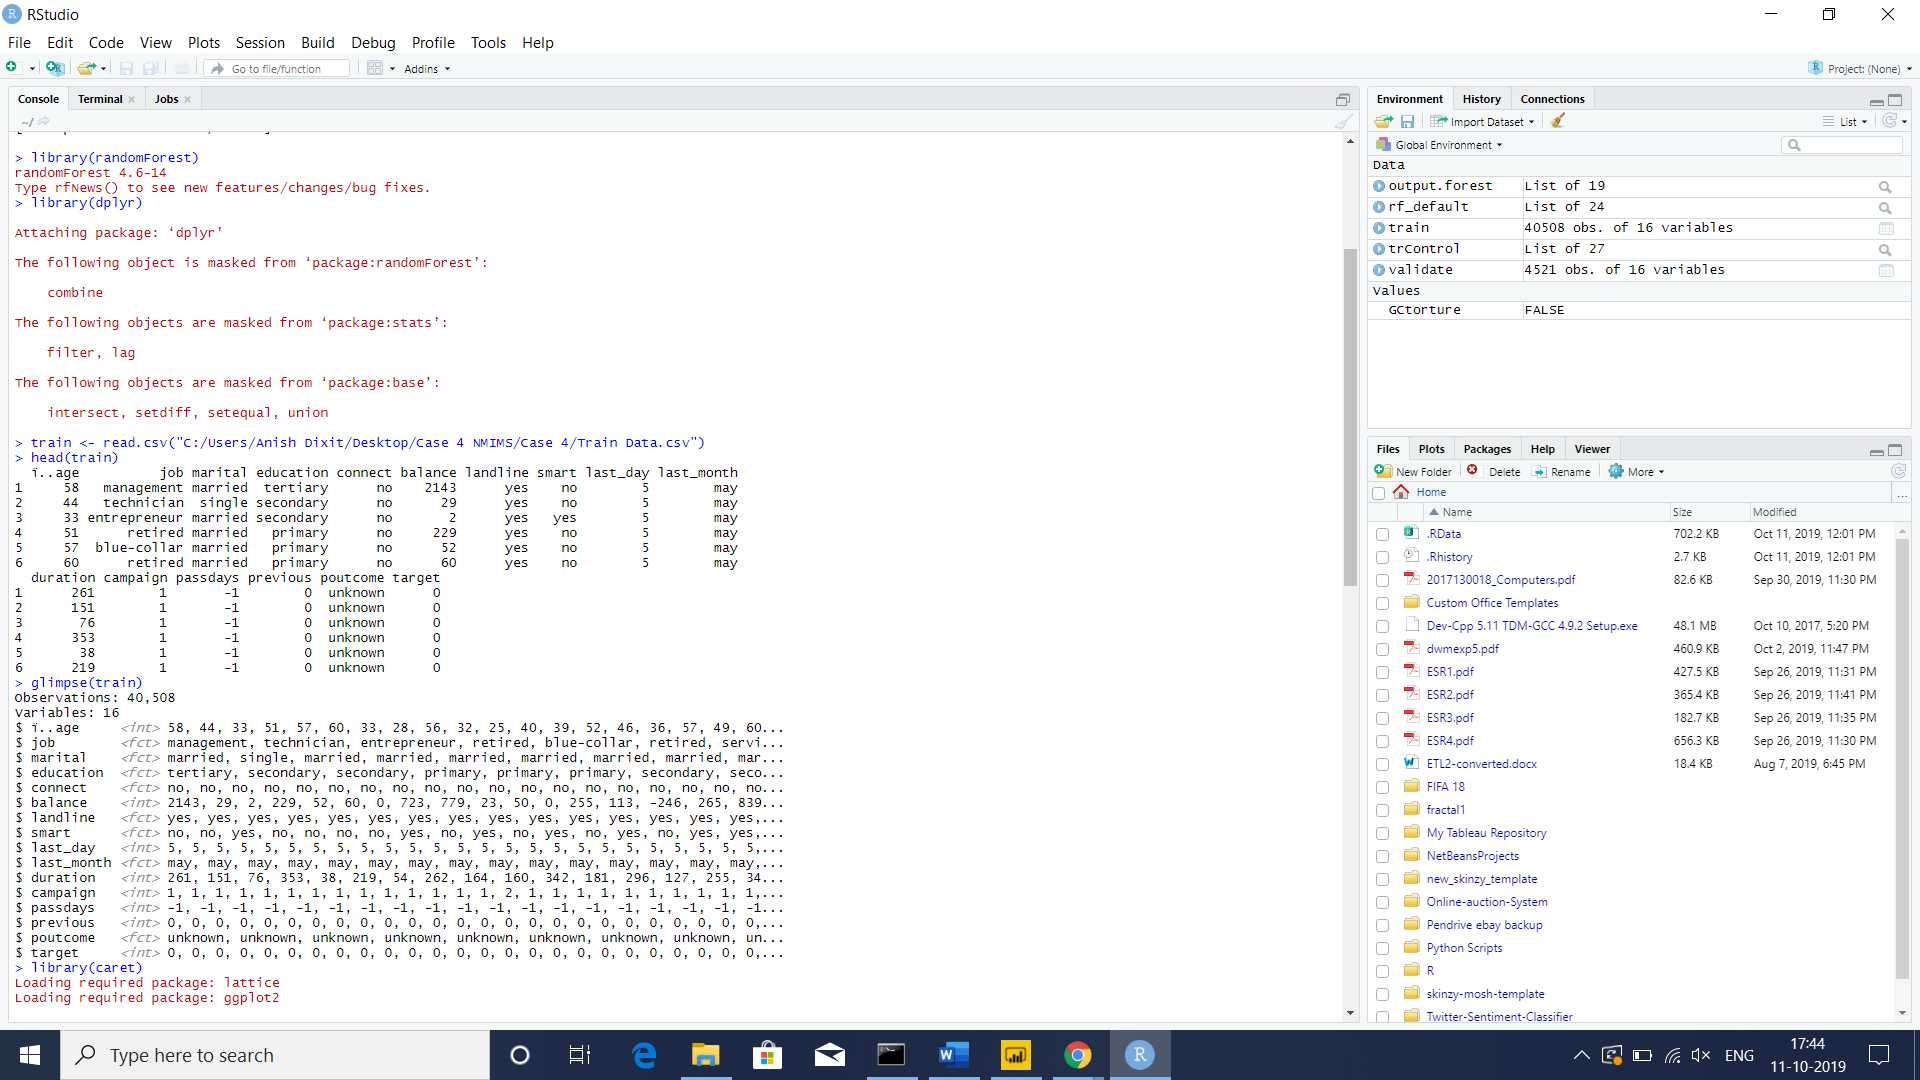 RStudio
File Edit Code View Plots Session Build Debug Profile Tools Help
Go to file/function Addins Project: (None)
Console Terminal Jobs
~/
> library(randomForest)
randomForest 4.6-14
Type rfNews() to see new features/changes/bug fixes.
> library(dplyr)
Attaching package: ‘dplyr’
The following object is masked from ‘package:randomForest’:
combine
The following objects are masked from ‘package:stats’:
filter, lag
The following objects are masked from ‘package:base’:
intersect, setdiff, setequal, union
> train <- read.csv("C:/Users/Anish Dixit/Desktop/Case 4 NMIMS/Case 4/Train Data.csv")
> head(train)
ï..age job marital education connect balance landline smart last_day last_month
1 58 management married tertiary no 2143 yes no 5 may
2 44 technician single secondary no 29 yes no 5 may
3 33 entrepreneur married secondary no 2 yes yes 5 may
4 51 retired married primary no 229 yes no 5 may
5 57 blue-collar married primary no 52 yes no 5 may
6 60 retired married primary no 60 yes no 5 may
duration campaign passdays previous poutcome target
1 261 1 -1 0 unknown 0
2 151 1 -1 0 unknown 0
3 76 1 -1 0 unknown 0
4 353 1 -1 0 unknown 0
5 38 1 -1 0 unknown 0
6 219 1 -1 0 unknown 0
> glimpse(train)
Observations: 40,508
Variables: 16
$ ï..age <int> 58, 44, 33, 51, 57, 60, 33, 28, 56, 32, 25, 40, 39, 52, 46, 36, 57, 49, 60...
$ job <fct> management, technician, entrepreneur, retired, blue-collar, retired, servi...
$ marital <fct> married, single, married, married, married, married, married, married, mar...
$ education <fct> tertiary, secondary, secondary, primary, primary, primary, secondary, seco...
$ connect <fct> no, no, no, no, no, no, no, no, no, no, no, no, no, no, no, no, no, no, no...
$ balance <int> 2143, 29, 2, 229, 52, 60, 0, 723, 779, 23, 50, 0, 255, 113, -246, 265, 839...
$ landline <fct> yes, yes, yes, yes, yes, yes, yes, yes, yes, yes, yes, yes, yes, yes, yes,...
$ smart <fct> no, no, yes, no, no, no, no, yes, no, yes, no, yes, no, yes, no, yes, yes,...
$ last_day <int> 5, 5, 5, 5, 5, 5, 5, 5, 5, 5, 5, 5, 5, 5, 5, 5, 5, 5, 5, 5, 5, 5, 5, 5, 5,...
$ last_month <fct> may, may, may, may, may, may, may, may, may, may, may, may, may, may, may,...
$ duration <int> 261, 151, 76, 353, 38, 219, 54, 262, 164, 160, 342, 181, 296, 127, 255, 34...
$ campaign <int> 1, 1, 1, 1, 1, 1, 1, 1, 1, 1, 1, 1, 1, 1, 2, 1, 1, 1, 1, 1, 1, 1, 1, 1, 1,...
$ passdays <int> -1, -1, -1, -1, -1, -1, -1, -1, -1, -1, -1, -1, -1, -1, -1, -1, -1, -1, -1...
$ previous <int> 0, 0, 0, 0, 0, 0, 0, 0, 0, 0, 0, 0, 0, 0, 0, 0, 0, 0, 0, 0, 0, 0, 0, 0, 0,...
$ poutcome <fct> unknown, unknown, unknown, unknown, unknown, unknown, unknown, unknown, un...
$ target <int> 0, 0, 0, 0, 0, 0, 0, 0, 0, 0, 0, 0, 0, 0, 0, 0, 0, 0, 0, 0, 0, 0, 0, 0, 0,...
> library(caret)
Loading required package: lattice
Loading required package: ggplot2
Environment History Connections
Import Dataset List
Global Environment
Data
output.forest List of 19
rf_default List of 24
train 40508 obs. of 16 variables
trControl List of 27
validate 4521 obs. of 16 variables
Values
GCtorture FALSE
Files Plots Packages Help Viewer
New Folder Delete Rename More
Home ...
Name Size Modified
.RData 702.2 KB Oct 11, 2019, 12:01 PM
.Rhistory 2.7 KB Oct 11, 2019, 12:01 PM
2017130018_Computers.pdf 82.6 KB Sep 30, 2019, 11:30 PM
Custom Office Templates
Dev-Cpp 5.11 TDM-GCC 4.9.2 Setup.exe 48.1 MB Oct 10, 2017, 5:20 PM
dwmexp5.pdf 460.9 KB Oct 2, 2019, 11:47 PM
ESR1.pdf 427.5 KB Sep 26, 2019, 11:31 PM
ESR2.pdf 365.4 KB Sep 26, 2019, 11:41 PM
ESR3.pdf 182.7 KB Sep 26, 2019, 11:35 PM
ESR4.pdf 656.3 KB Sep 26, 2019, 11:30 PM
ETL2-converted.docx 18.4 KB Aug 7, 2019, 6:45 PM
FIFA 18
fractal1
My Tableau Repository
NetBeansProjects
new_skinzy_template
Online-auction-System
Pendrive ebay backup
Python Scripts
R
skinzy-mosh-template
Twitter-Sentiment-Classifier
Type here to search
ENG
17:44
11-10-2019